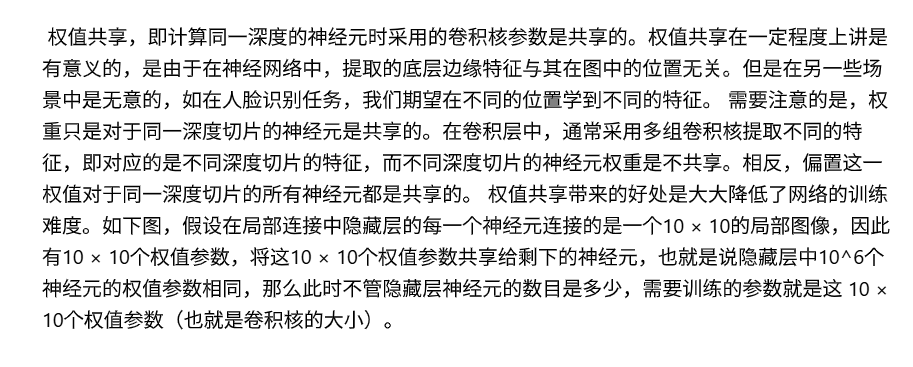 权值共享，即计算同一深度的神经元时采用的卷积核参数是共享的。权值共享在一定程度上讲是
有意义的，是由于在神经网络中，提取的底层边缘特征与其在图中的位置无关。但是在另一些场
景中是无意的，如在人脸识别任务，我们期望在不同的位置学到不同的特征。 需要注意的是，权
重只是对于同一深度切片的神经元是共享的。在卷积层中，通常采用多组卷积核提取不同的特
征，即对应的是不同深度切片的特征，而不同深度切片的神经元权重是不共享。相反，偏置这一
权值对于同一深度切片的所有神经元都是共享的。 权值共享带来的好处是大大降低了网络的训练
难度。如下图，假设在局部连接中隐藏层的每一个神经元连接的是一个10 × 10的局部图像，因此
有10 × 10个权值参数，将这10 × 10个权值参数共享给剩下的神经元，也就是说隐藏层中10^6个
神经元的权值参数相同，那么此时不管隐藏层神经元的数目是多少，需要训练的参数就是这 10 ×
10个权值参数（也就是卷积核的大小）。